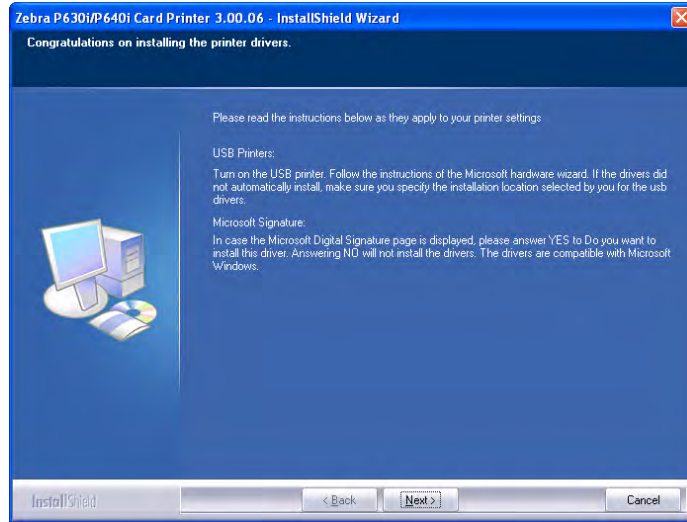 Zebra P630i/P640i Card Printer 3.00.06 - InstallShield Wizard
Congratulations on installing the printer drivers.
Please read the instructions below as they apply to your printer settings
USB Printers:
Turn on the USB printer. Follow the instructions of the Microsoft hardware wizard. If the drivers did
not automatically install, make sure you specify the installation location selected by you for the usb
drivers.
Microsoft Signature:
In case the Microsoft Digital Signature page is displayed, please answer YES to Do you want to
install this driver. Answering NO will not install the drivers. The drivers are compatible with Microsoft
Windows.
InstallShield
< Back
Next >
Cancel